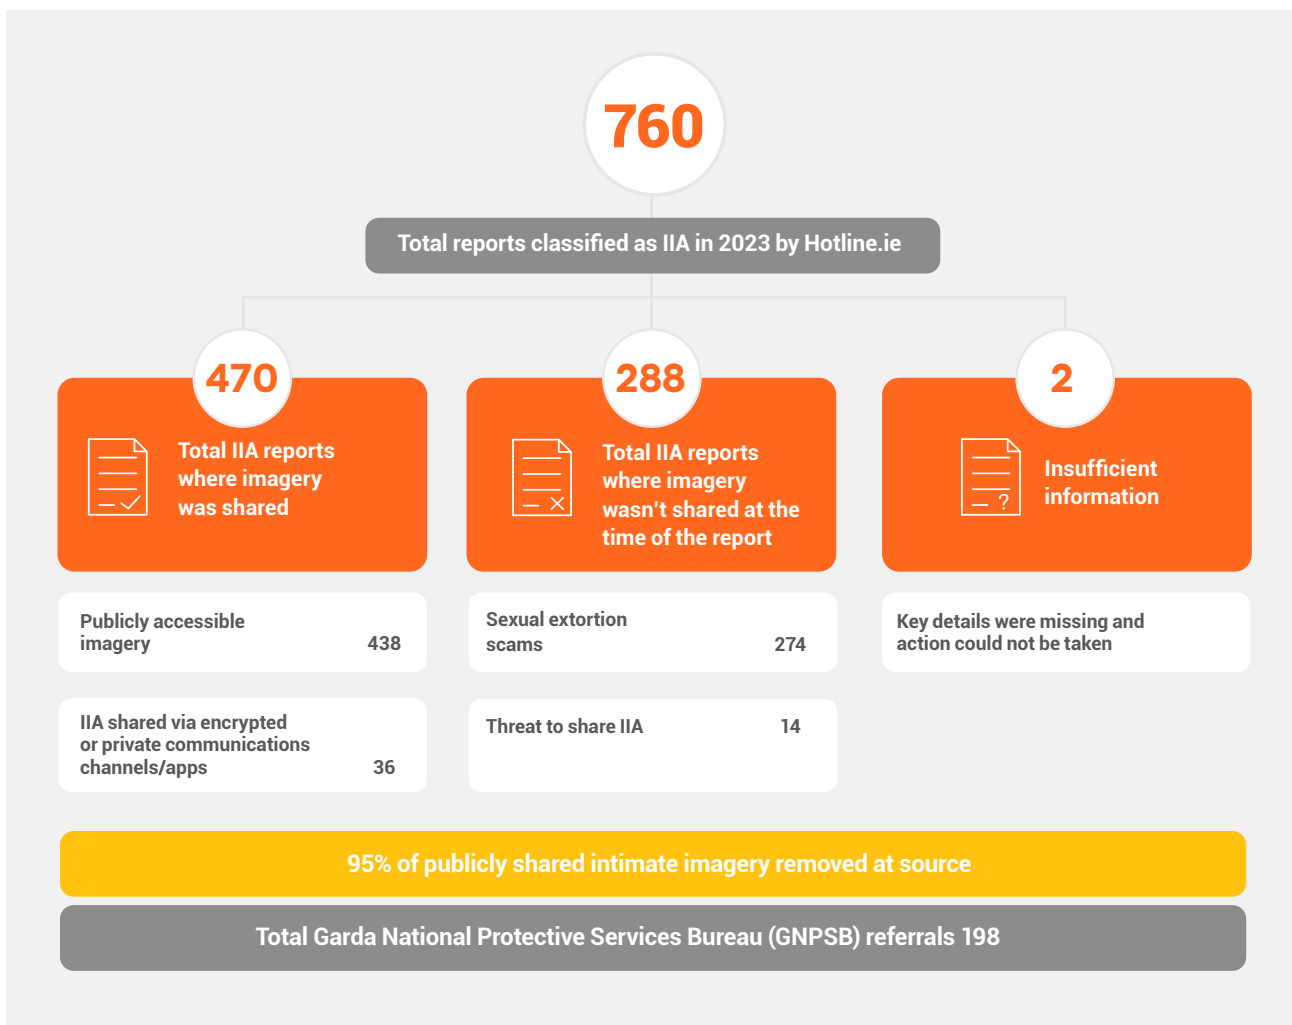 760
Total reports classified as IIA in 2023 by Hotline.ie
470
Total IIA reports
where imagery
was shared
288
Total IIA reports
where imagery
wasn't shared at the
time of the report
2
Insufficient
information
?
Publicly accessible
imagery 438
IIA shared via encrypted
or private communications
channels/apps 36
Sexual extortion
scams 274
Threat to share IIA 14
Key details were missing and
action could not be taken
95% of publicly shared intimate imagery removed at source
Total Garda National Protective Services Bureau (GNPSB) referrals 198